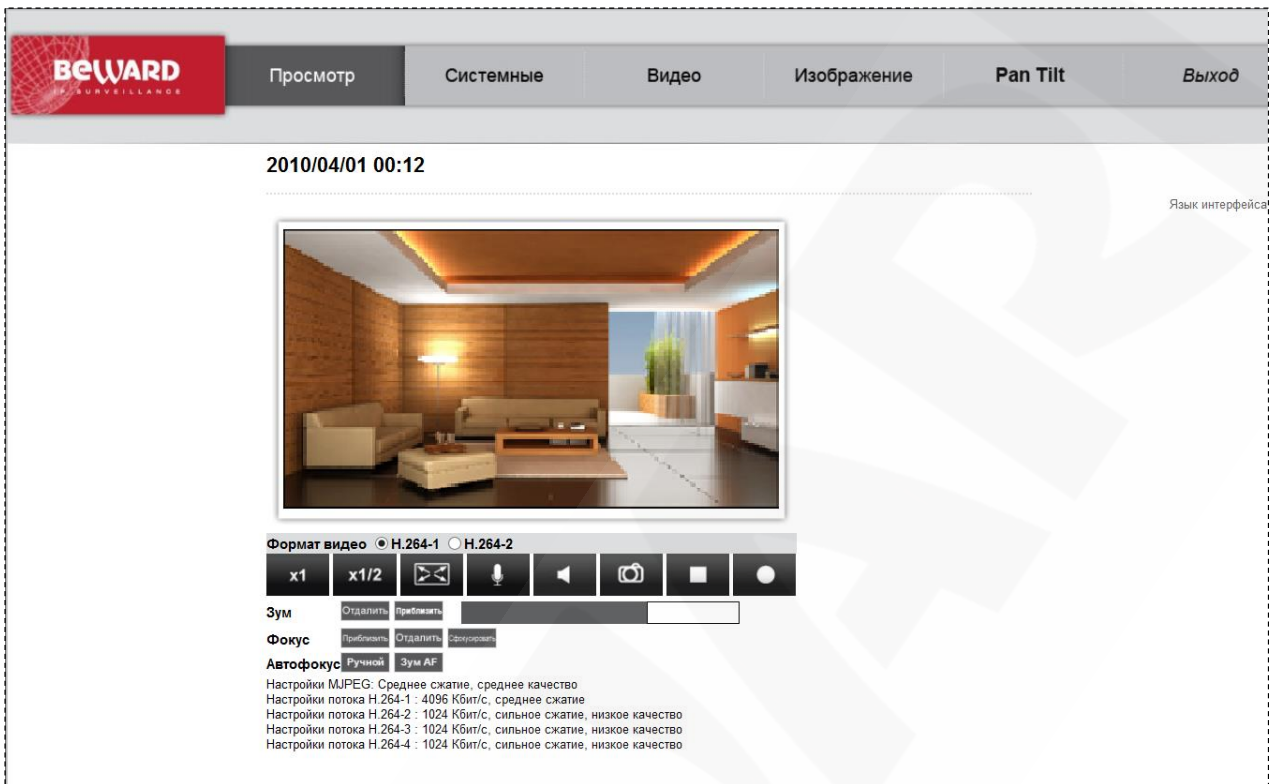 BEWARD
IP SURVEILLANCE
Просмотр Системные Видео Изображение Pan Tilt Выход
2010/04/01 00:12
Язык интерфейса
Формат видео H.264-1 H.264-2
x1 x1/2
Зум Отдалить Приблизить
Фокус Приблизить Отдалить Сфокусировать
Автофокус Ручной Зум AF
Настройки MJPEG: Среднее сжатие, среднее качество
Настройки потока H.264-1 : 4096 Кбит/с, среднее сжатие
Настройки потока H.264-2 : 1024 Кбит/с, сильное сжатие, низкое качество
Настройки потока H.264-3 : 1024 Кбит/с, сильное сжатие, низкое качество
Настройки потока H.264-4 : 1024 Кбит/с, сильное сжатие, низкое качество